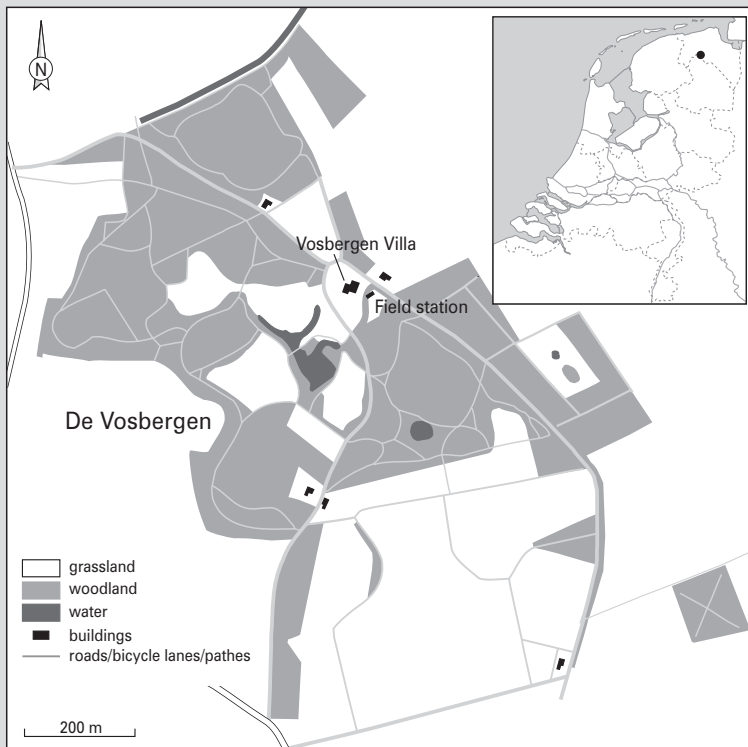 N
Vosbergen Villa
Field station
De Vosbergen
grassland
woodland
water
buildings
roads/bicycle lanes/pathes
200 m